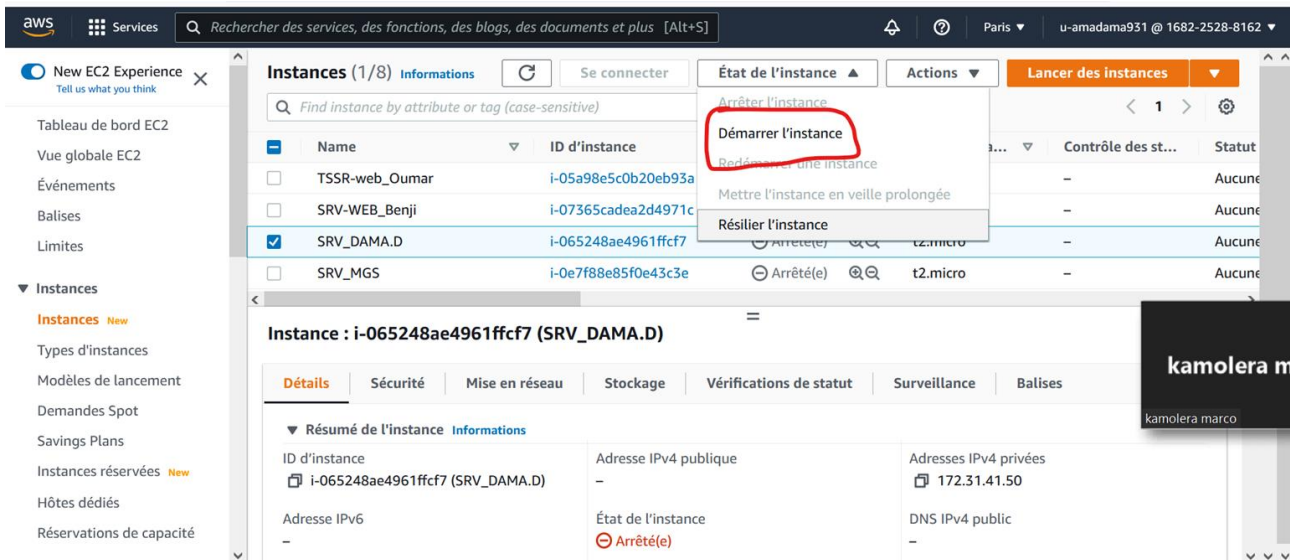 aws Services Rechercher des services, des fonctions, des blogs, des documents et plus [Alt+S] Paris ▼ u-amadama931 @ 1682-2528-8162 ▼
New EC2 Experience
Tell us what you think
Tableau de bord EC2
Vue globale EC2
Événements
Balises
Limites
▼ Instances
Instances New
Types d'instances
Modèles de lancement
Demandes Spot
Savings Plans
Instances réservées New
Hôtes dédiés
Réservations de capacité
Instances (1/8) Informations Se connecter État de l'instance ▲ Actions ▼ Lancer des instances ▼
Find instance by attribute or tag (case-sensitive) < 1 >
Arrêter l'instance
Démarrer l'instance
Redémarrer une instance
Mettre l'instance en veille prolongée
Résilier l'instance
Name ID d'instance a... Contrôle des st... Statut
TSSR-web_Oumar i-05a98e5c0b20eb93a – Aucune
SRV-WEB_Benji i-07365cadea2d4971c – Aucune
SRV_DAMA.D i-065248ae4961ffcf7 Arrêté(e) t2.micro – Aucune
SRV_MGS i-0e7f88e85f0e43c3e Arrêté(e) t2.micro – Aucune
Instance : i-065248ae4961ffcf7 (SRV_DAMA.D)
Détails Sécurité Mise en réseau Stockage Vérifications de statut Surveillance Balises
▼ Résumé de l'instance Informations
ID d'instance Adresse IPv4 publique Adresses IPv4 privées
i-065248ae4961ffcf7 (SRV_DAMA.D) – 172.31.41.50
Adresse IPv6 État de l'instance DNS IPv4 public
– Arrêté(e) –
kamolera m
kamolera marco